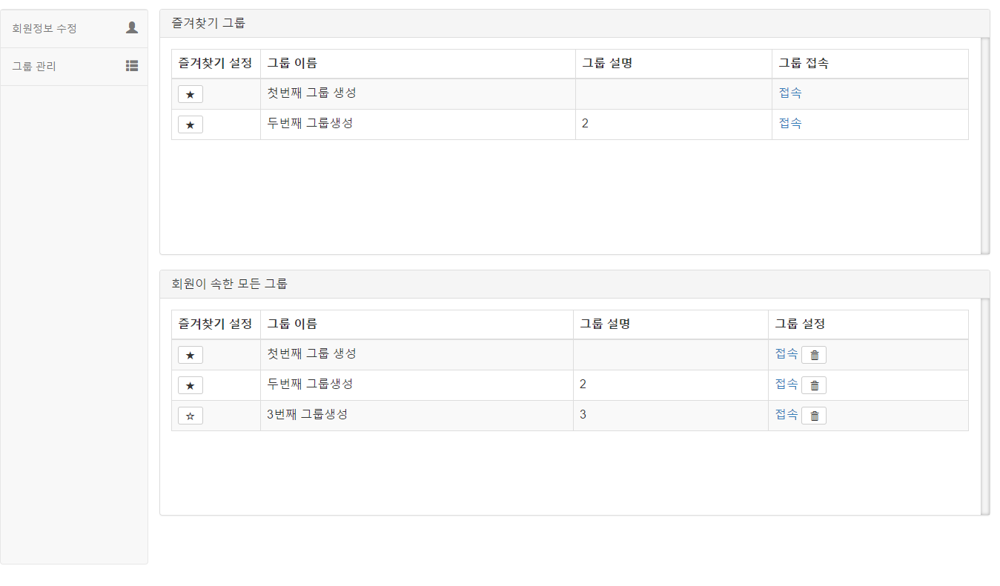 회원정보 수정
그룹 관리
즐겨찾기 그룹
즐겨찾기 설정 그룹 이름 그룹 설명 그룹 접속
★ 첫번째 그룹 생성 접속
★ 두번째 그룹생성 2 접속
회원이 속한 모든 그룹
즐겨찾기 설정 그룹 이름 그룹 설명 그룹 설정
★ 첫번째 그룹 생성 접속
★ 두번째 그룹생성 2 접속
☆ 3번째 그룹생성 3 접속